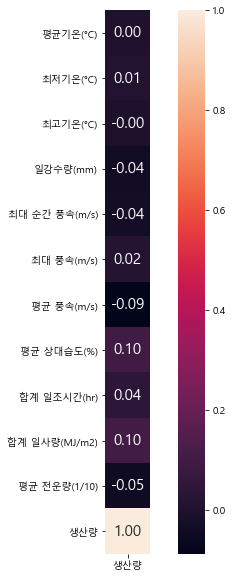 평균기온(°C) 0.00
최저기온(°C) 0.01
최고기온(°C) -0.00
일강수량(mm) -0.04
최대 순간 풍속(m/s) -0.04
최대 풍속(m/s) 0.02
평균 풍속(m/s) -0.09
평균 상대습도(%) 0.10
합계 일조시간(hr) 0.04
합계 일사량(MJ/m2) 0.10
평균 전운량(1/10) -0.05
생산량 1.00
생산량
1.0
0.8
0.6
0.4
0.2
0.0